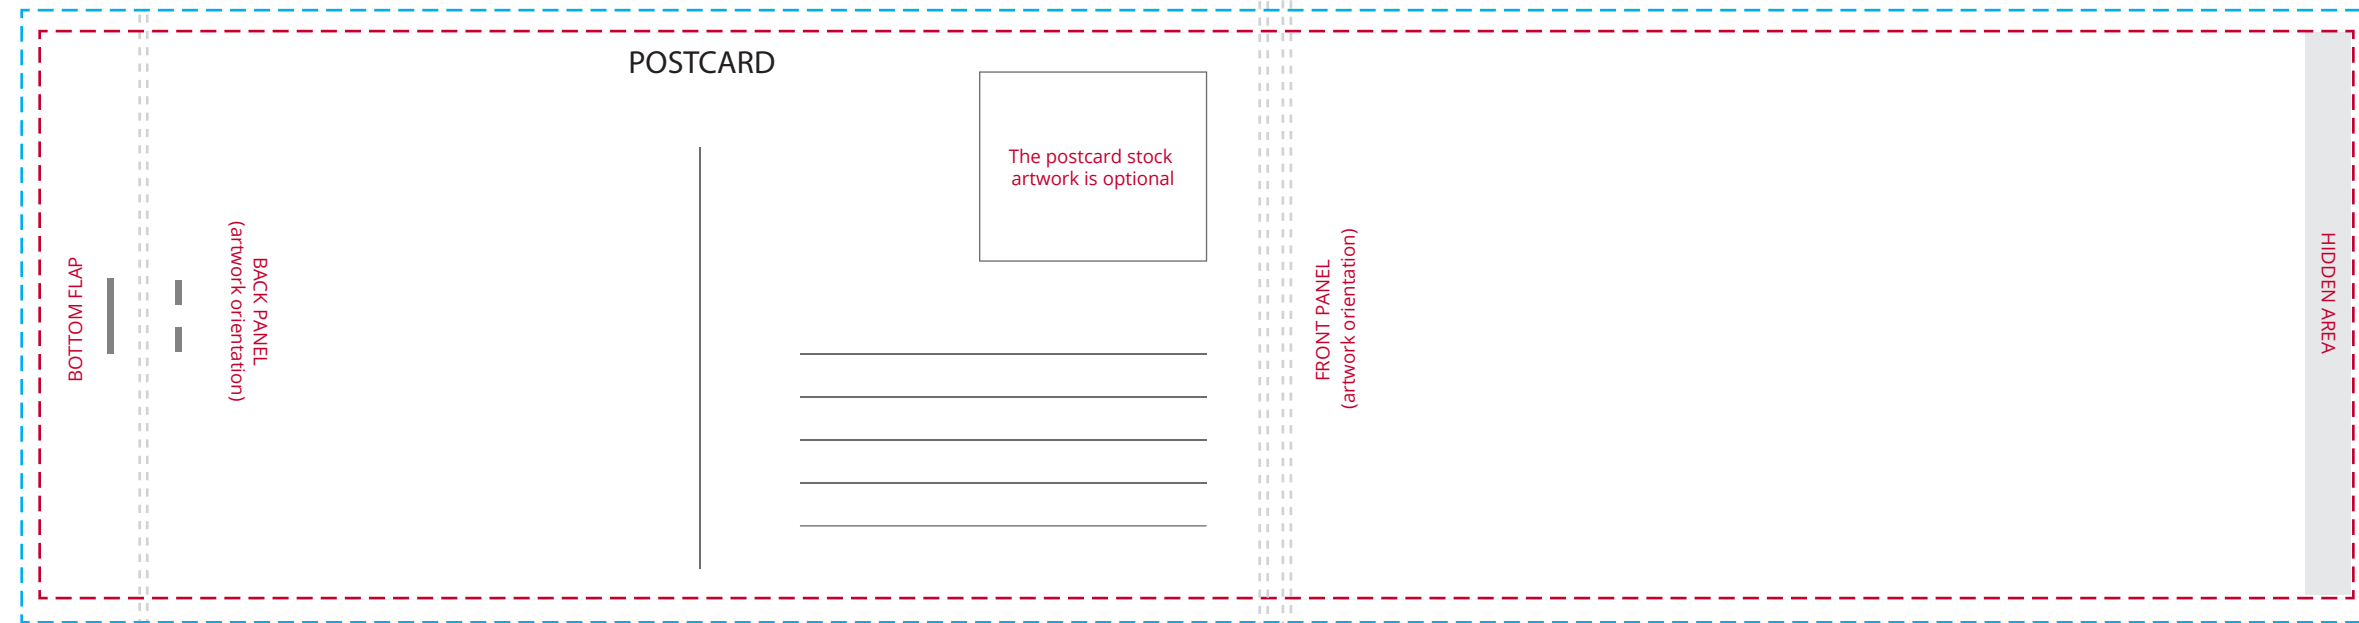 POSTCARD
The postcard stock
artwork is optional
BOTTOM FLAP
BACK PANEL
(artwork orientation)
FRONT PANEL
(artwork orientation)
HIDDEN AREA